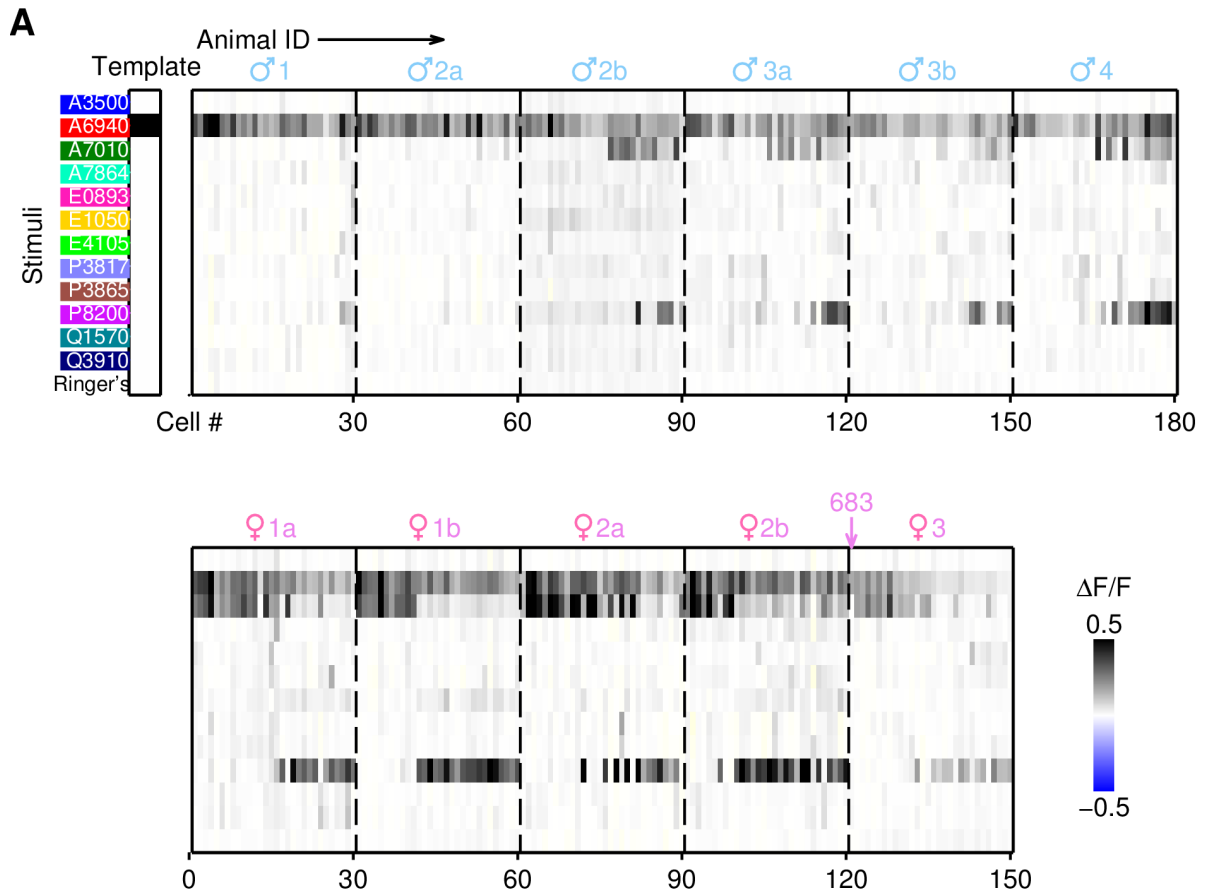 A
Animal ID
Template
♂1 ♂2a ♂2b ♂3a ♂3b ♂4
Stimuli
A3500
A6940
A7010
A7864
E0893
E1050
E4105
P3817
P3865
P8200
Q1570
Q3910
Ringer's
Cell # 30 60 90 120 150 180
683
♀1a ♀1b ♀2a ♀2b ♀3
ΔF/F
0.5
−0.5
0 30 60 90 120 150